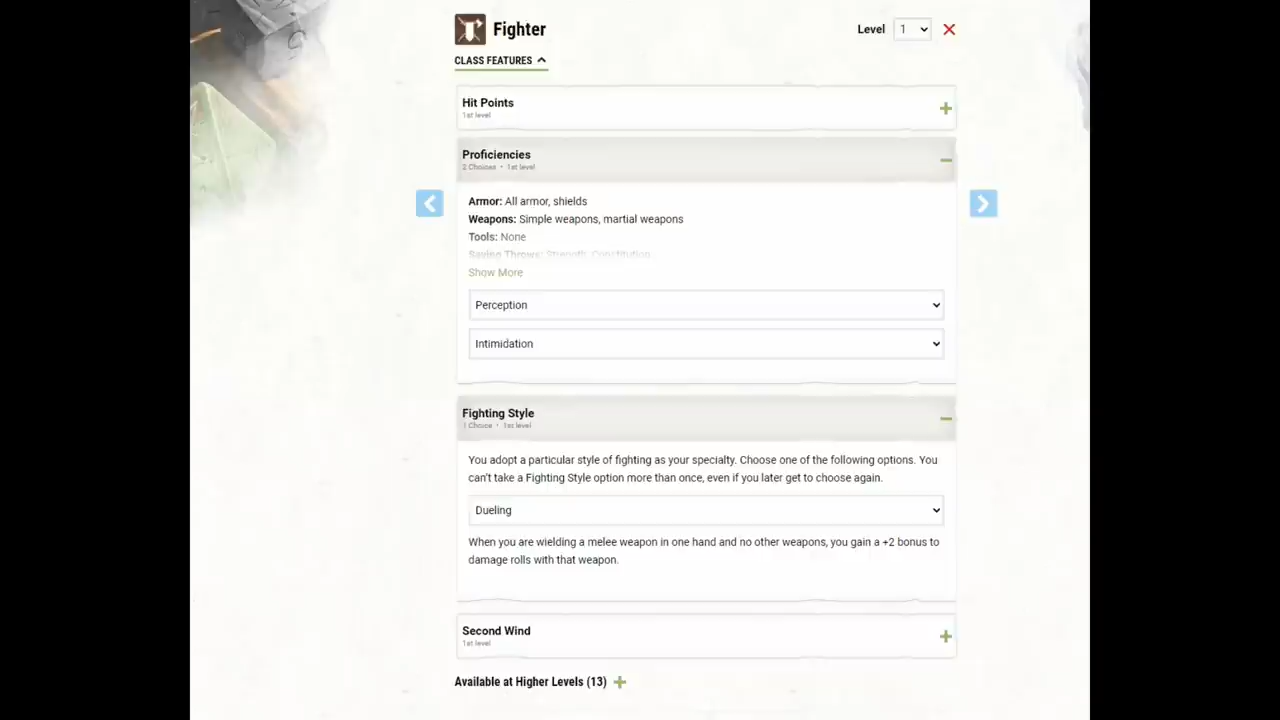 Fighter
Level 1
CLASS FEATURES
Hit Points
1st level
Proficiencies
2 Choices • 1st level
Armor: All armor, shields
Weapons: Simple weapons, martial weapons
Tools: None
Saving Throws: Strength, Constitution
Show More
Perception
Intimidation
Fighting Style
1 Choice • 1st level
You adopt a particular style of fighting as your specialty. Choose one of the following options. You
can't take a Fighting Style option more than once, even if you later get to choose again.
Dueling
When you are wielding a melee weapon in one hand and no other weapons, you gain a +2 bonus to
damage rolls with that weapon.
Second Wind
1st level
Available at Higher Levels (13)